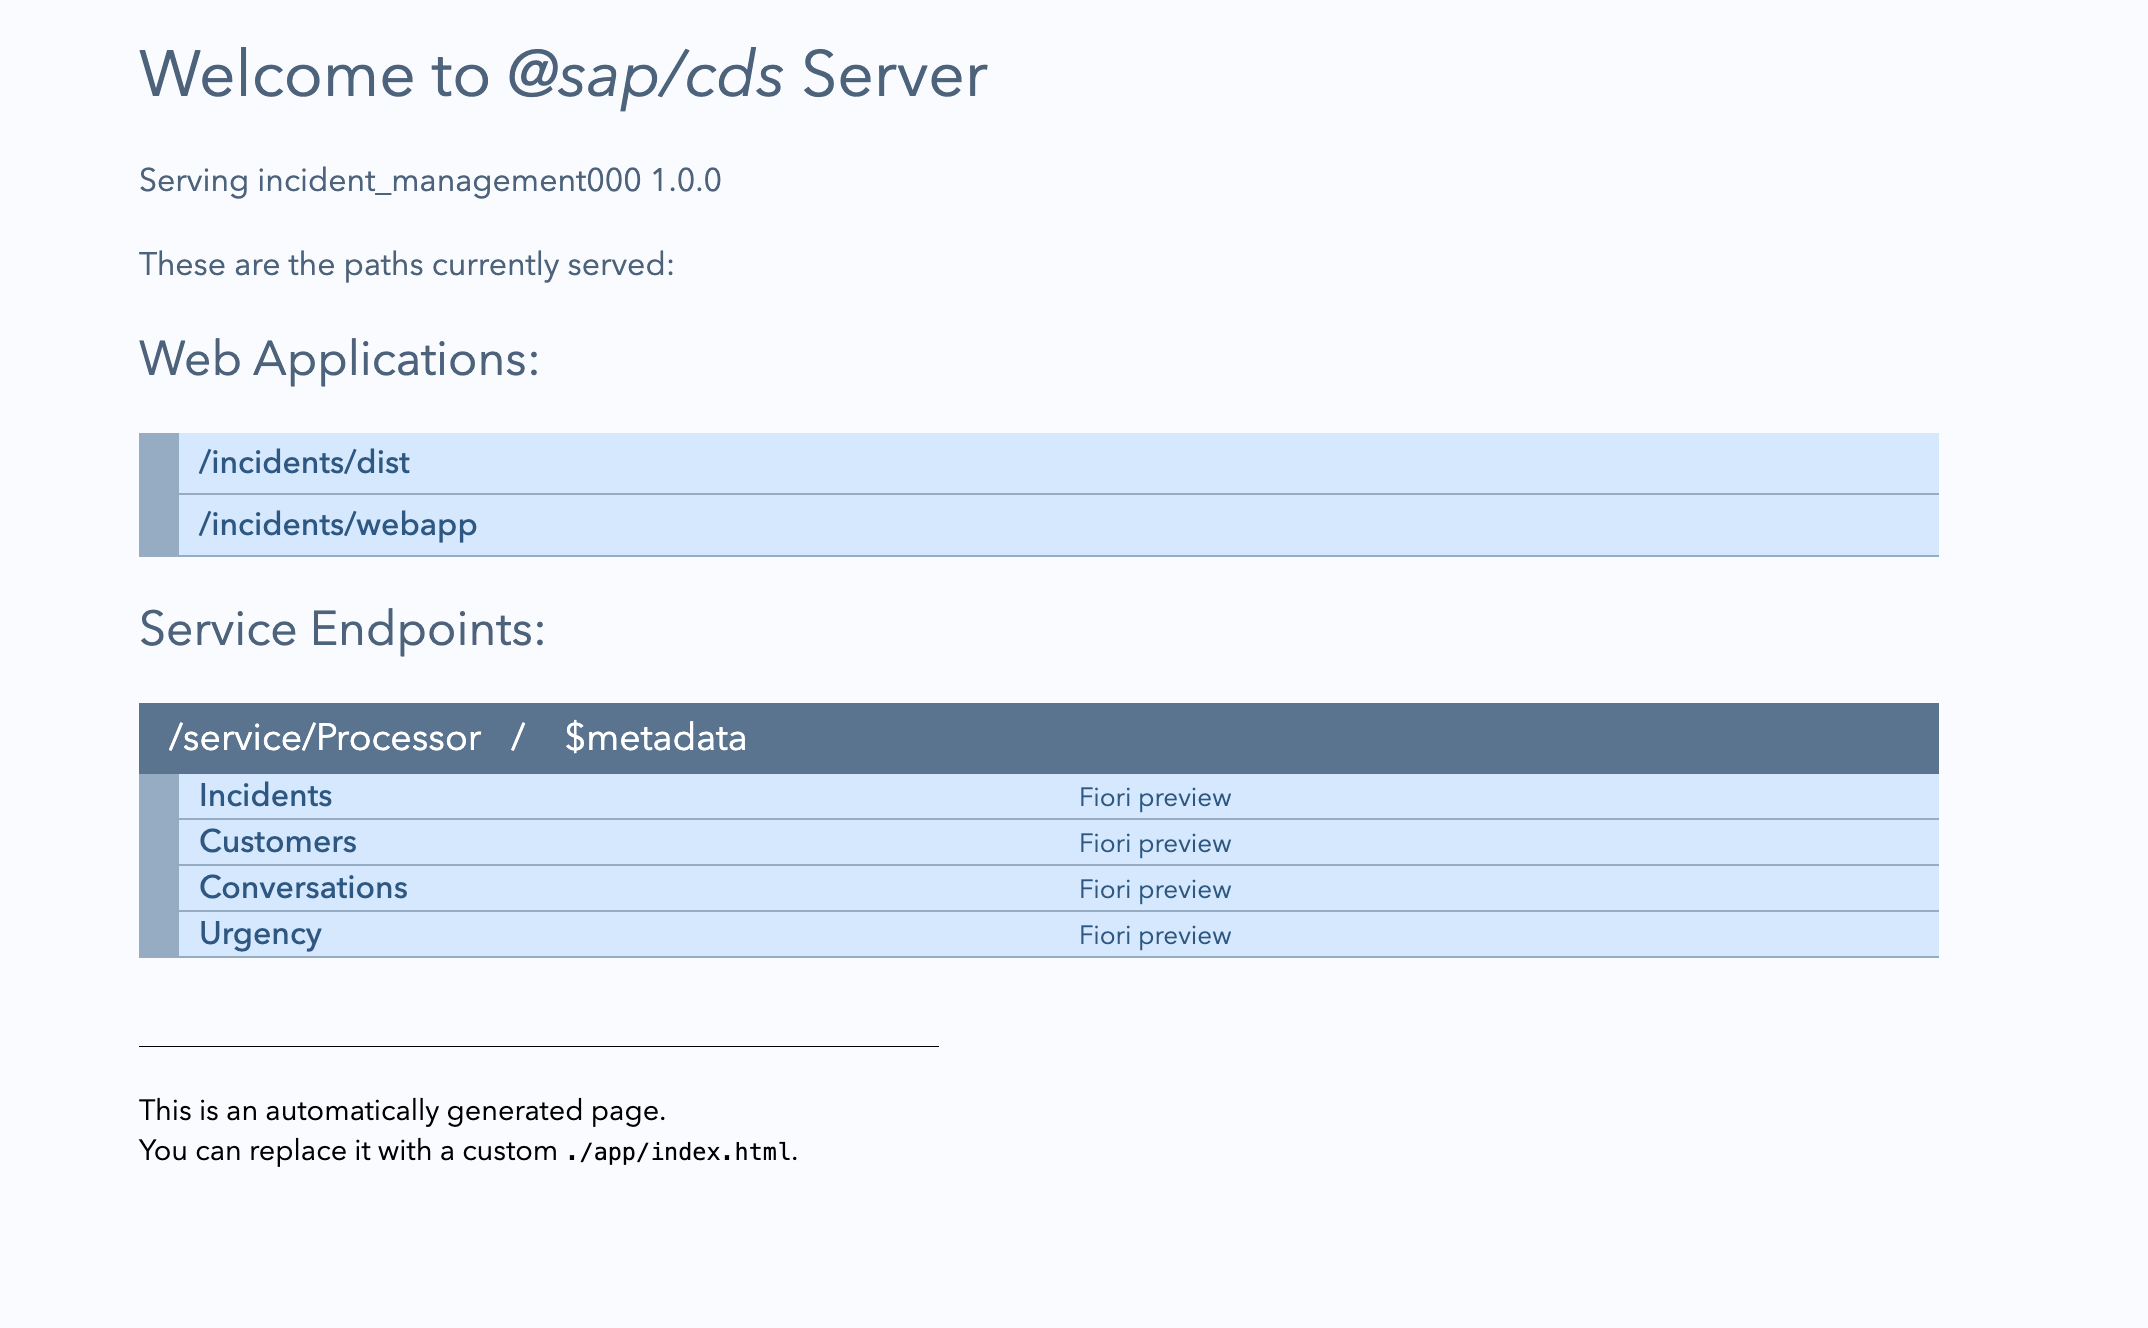 Welcome to @sap/cds Server
Serving incident_management000 1.0.0
These are the paths currently served:
Web Applications:
/incidents/dist
/incidents/webapp
Service Endpoints:
/service/Processor / $metadata
Incidents Fiori preview
Customers Fiori preview
Conversations Fiori preview
Urgency Fiori preview
This is an automatically generated page.
You can replace it with a custom ./app/index.html.